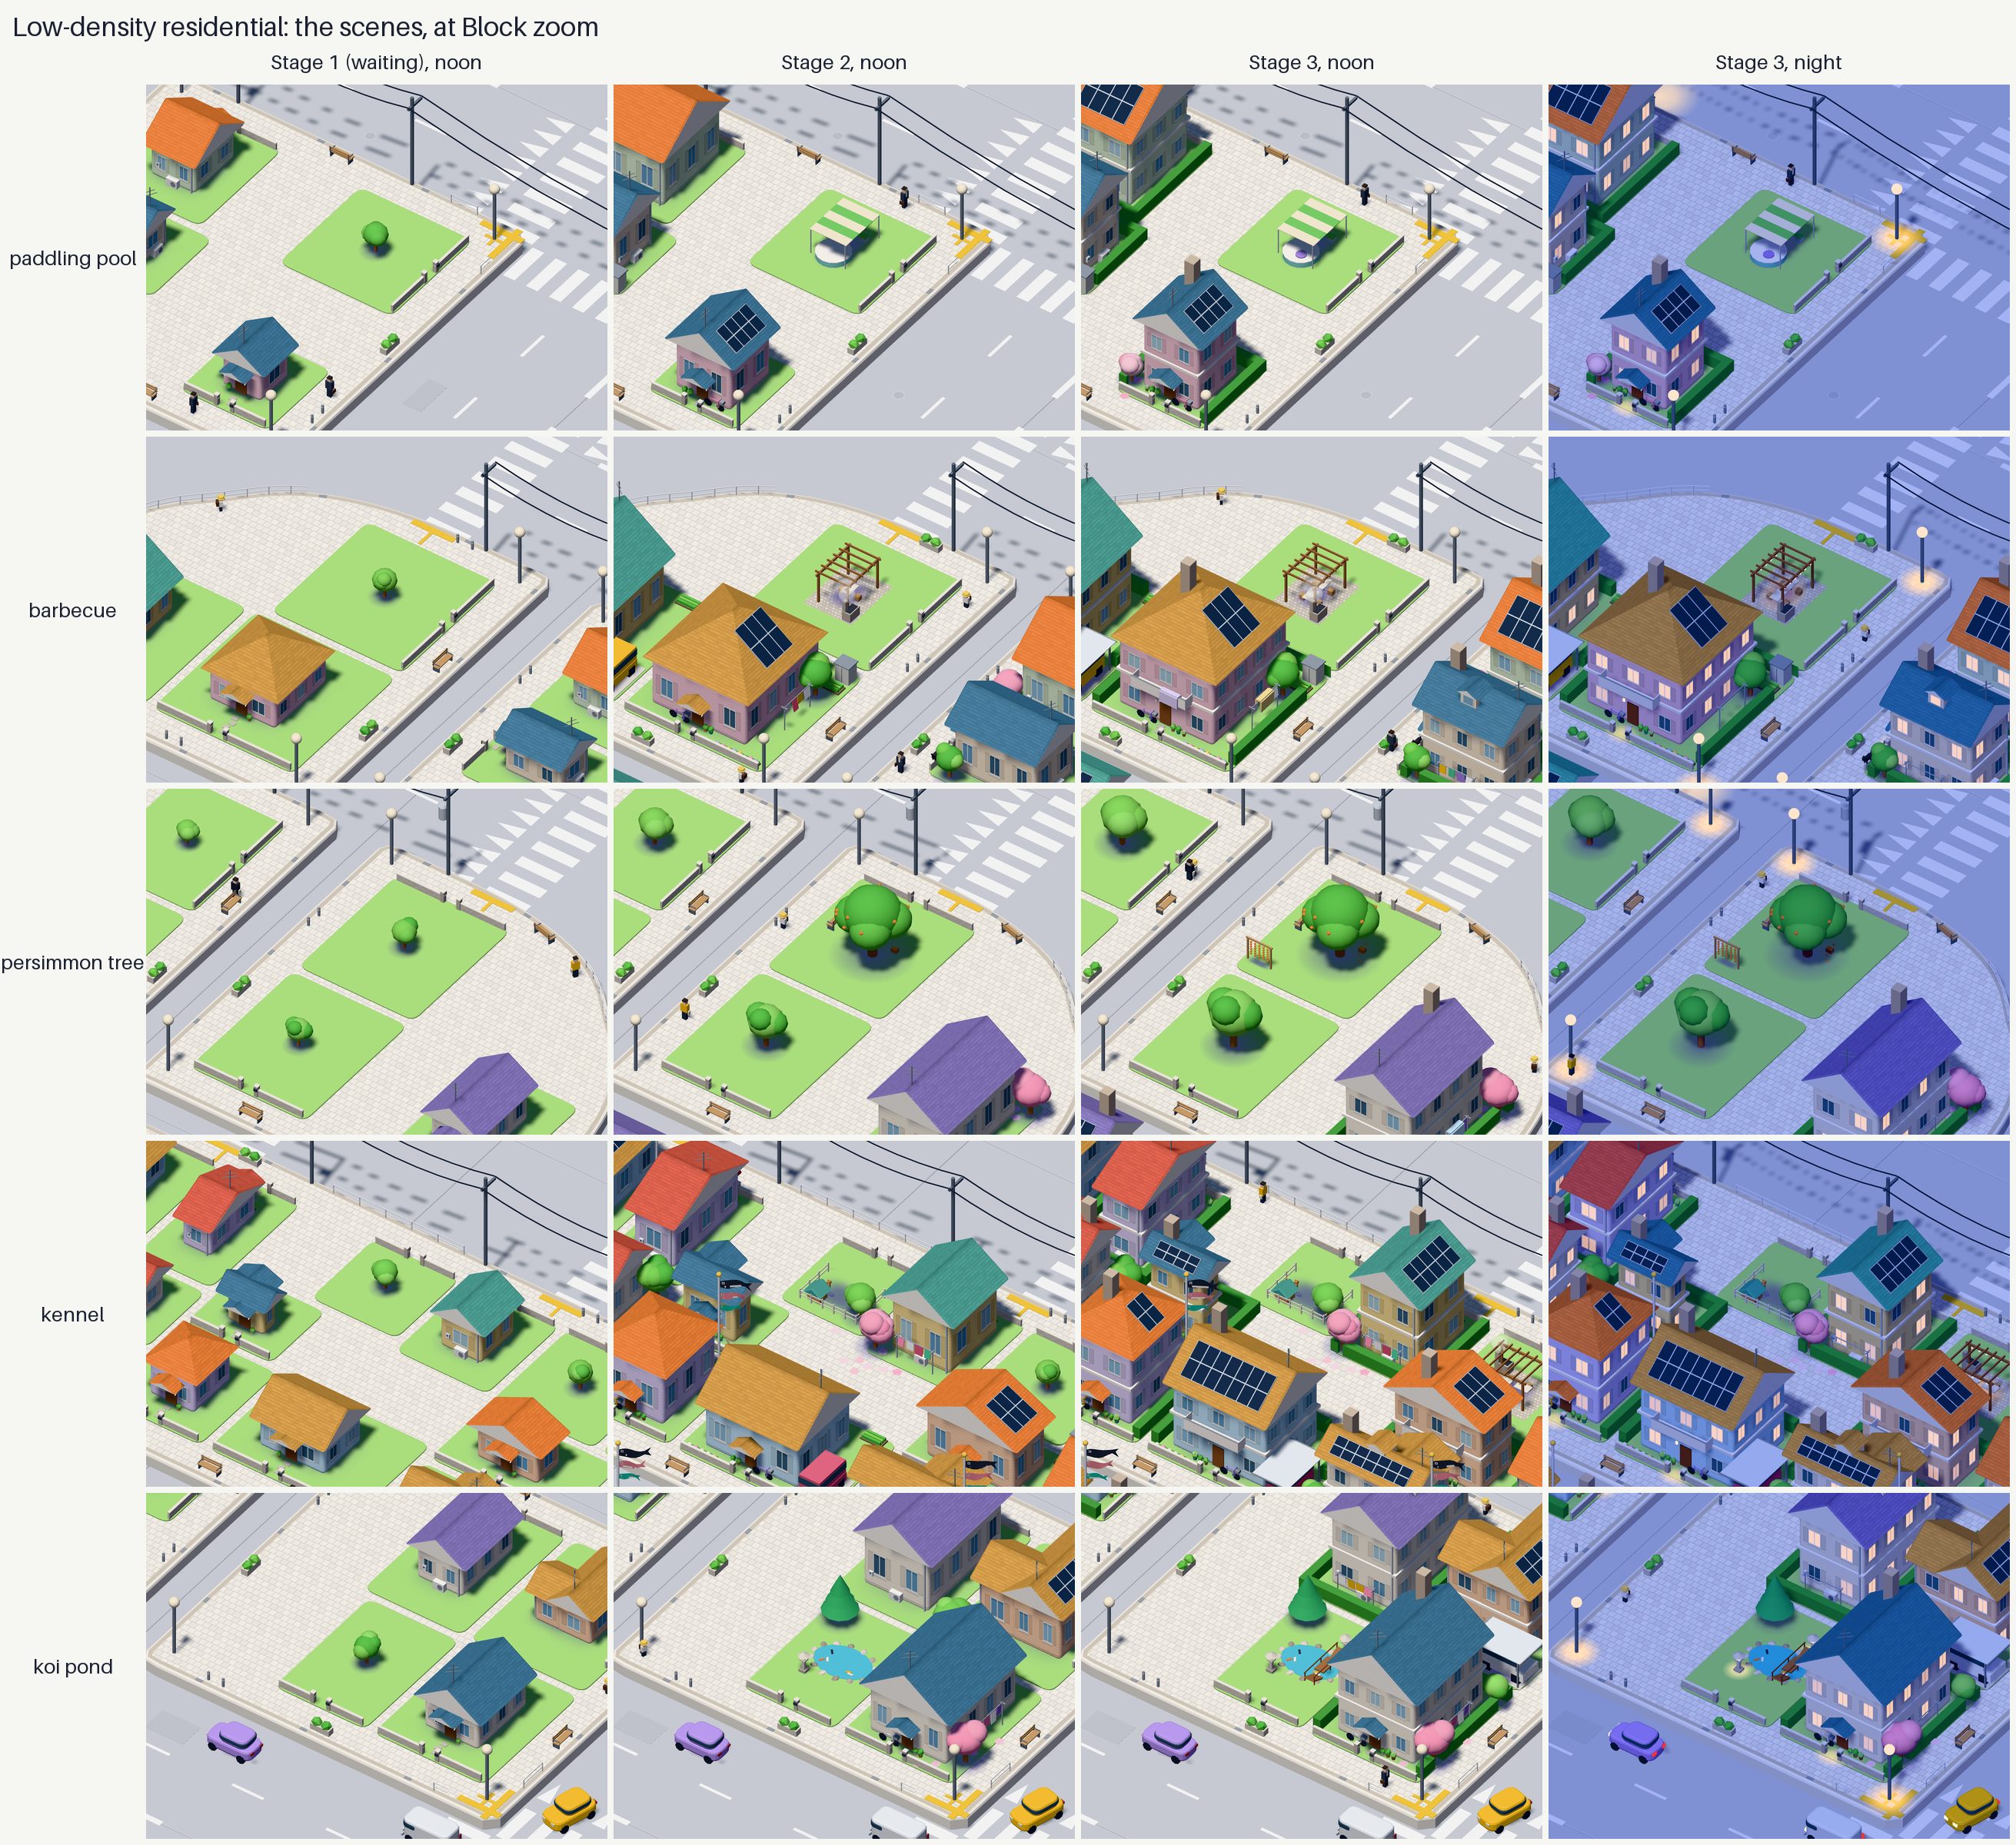 Low-density residential: the scenes, at Block zoom
Stage 1 (waiting), noon
Stage 2, noon
Stage 3, noon
Stage 3, night
paddling pool
barbecue
persimmon tree
kennel
koi pond